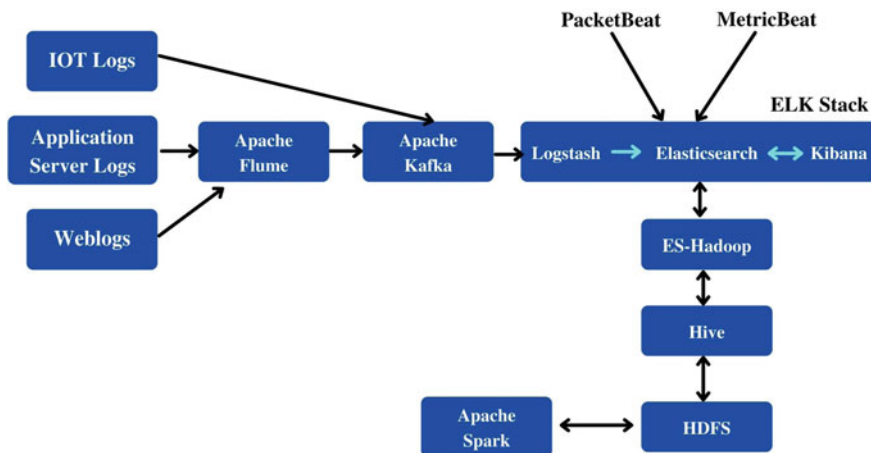 PacketBeat
MetricBeat
IOT Logs
ELK Stack
Application
Server Logs
Apache
Flume
Apache
Kafka
Logstash
Elasticsearch
Kibana
Weblogs
ES-Hadoop
Hive
Apache
Spark
HDFS